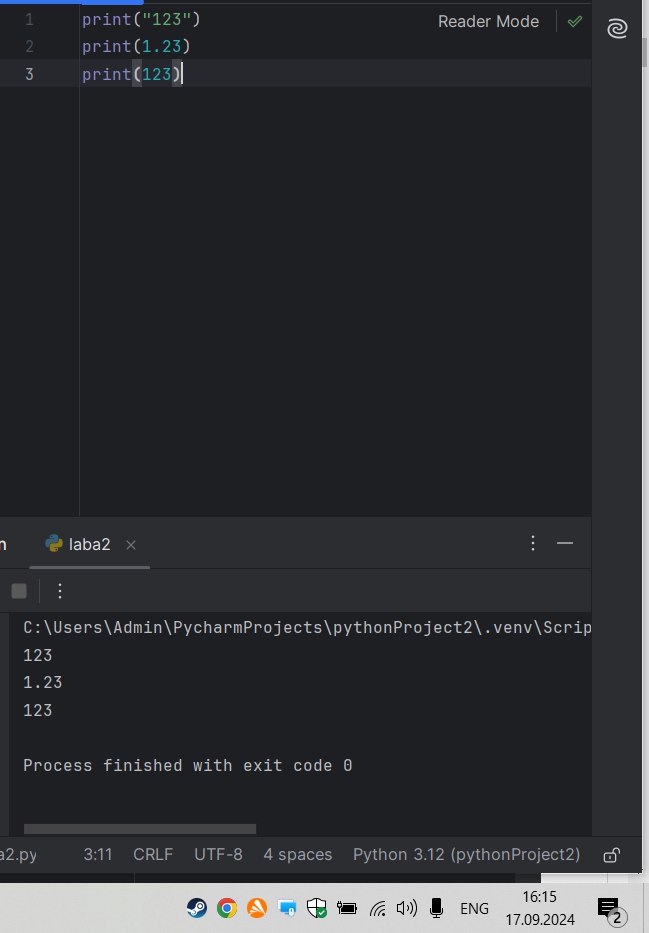 1 print("123")
Reader Mode
2 print(1.23)
3 print(123)
laba2
C:\Users\Admin\PycharmProjects\pythonProject2\.venv\Scrip
123
1.23
123
Process finished with exit code 0
a2.py 3:11 CRLF UTF-8 4 spaces Python 3.12 (pythonProject2)
ENG
16:15
17.09.2024
2